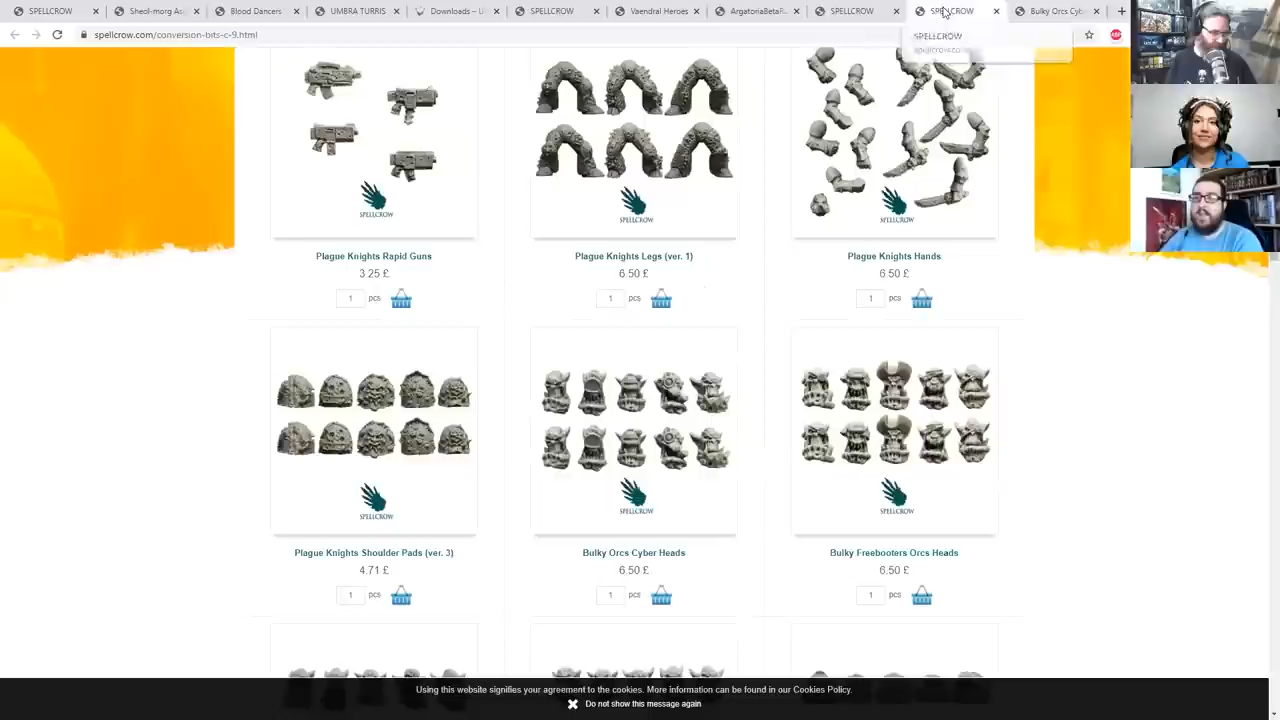 SPELLCROW
Sheol-morg As
Blood Dancers
UMBRA TURRIS
Downloads – U
SPELLCROW
Vaendral Heroes
ArgatoriaBetaR
SPELLCROW
SPELLCROW
Bulky Orcs Cyb
spellcrow.com/conversion-bits-c-9.html
SPELLCROW
SPELLCROW
SPELLCROW
SPELLCROW
Plague Knights Rapid Guns
Plague Knights Legs (ver. 1)
Plague Knights Hands
3.25 £
6.50 £
6.50 £
1 pcs
1 pcs
1 pcs
SPELLCROW
SPELLCROW
SPELLCROW
Plague Knights Shoulder Pads (ver. 3)
Bulky Orcs Cyber Heads
Bulky Freebooters Orcs Heads
4.71 £
6.50 £
6.50 £
1 pcs
1 pcs
1 pcs
Using this website signifies your agreement to the cookies. More information can be found in our Cookies Policy.
Do not show this message again